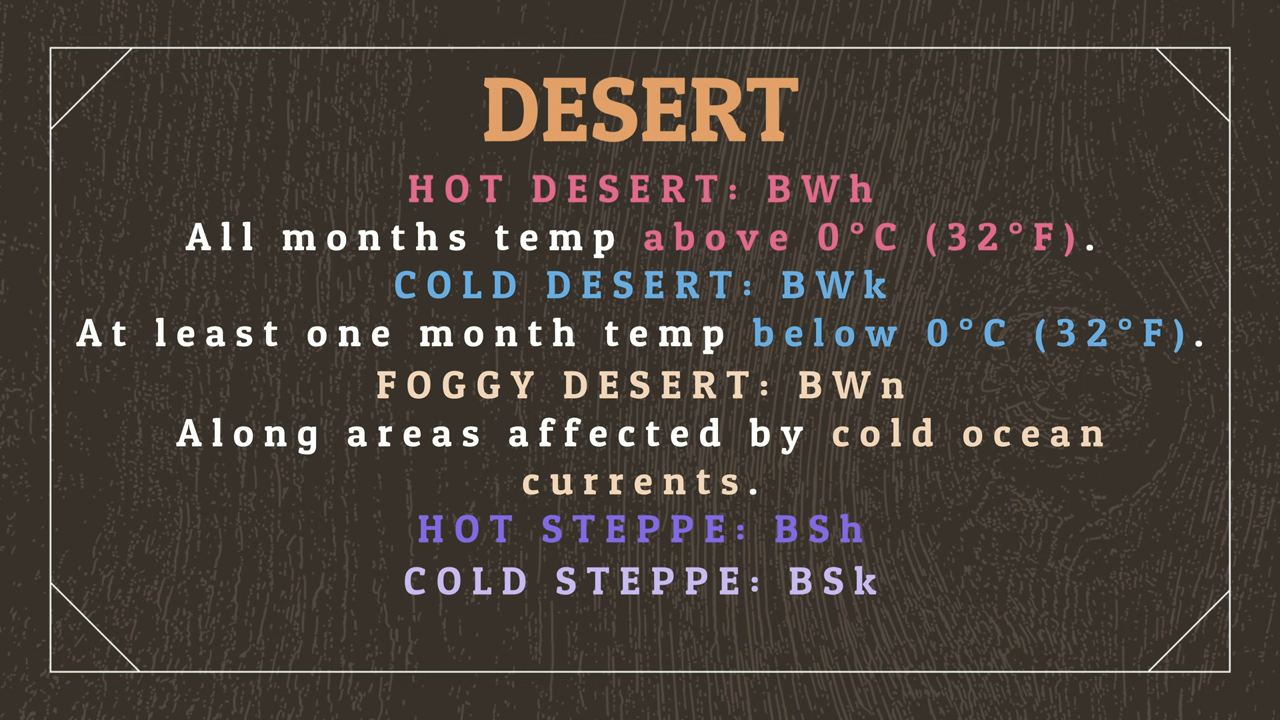 DESERT
HOT DESERT: BWh
All months temp above 0°C (32°F).
COLD DESERT: BWk
At least one month temp below 0°C (32°F).
FOGGY DESERT: BWn
Along areas affected by cold ocean
currents.
HOT STEPPE: BSh
COLD STEPPE: BSk